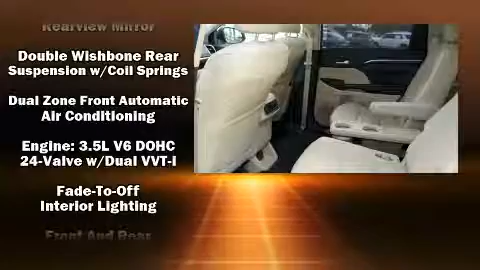 Rearview Mirror
Double Wishbone Rear
Suspension w/Coil Springs
Dual Zone Front Automatic
Air Conditioning
Engine: 3.5L V6 DOHC
24-Valve w/Dual VVT-I
Fade-To-Off
Interior Lighting
Front And Rear